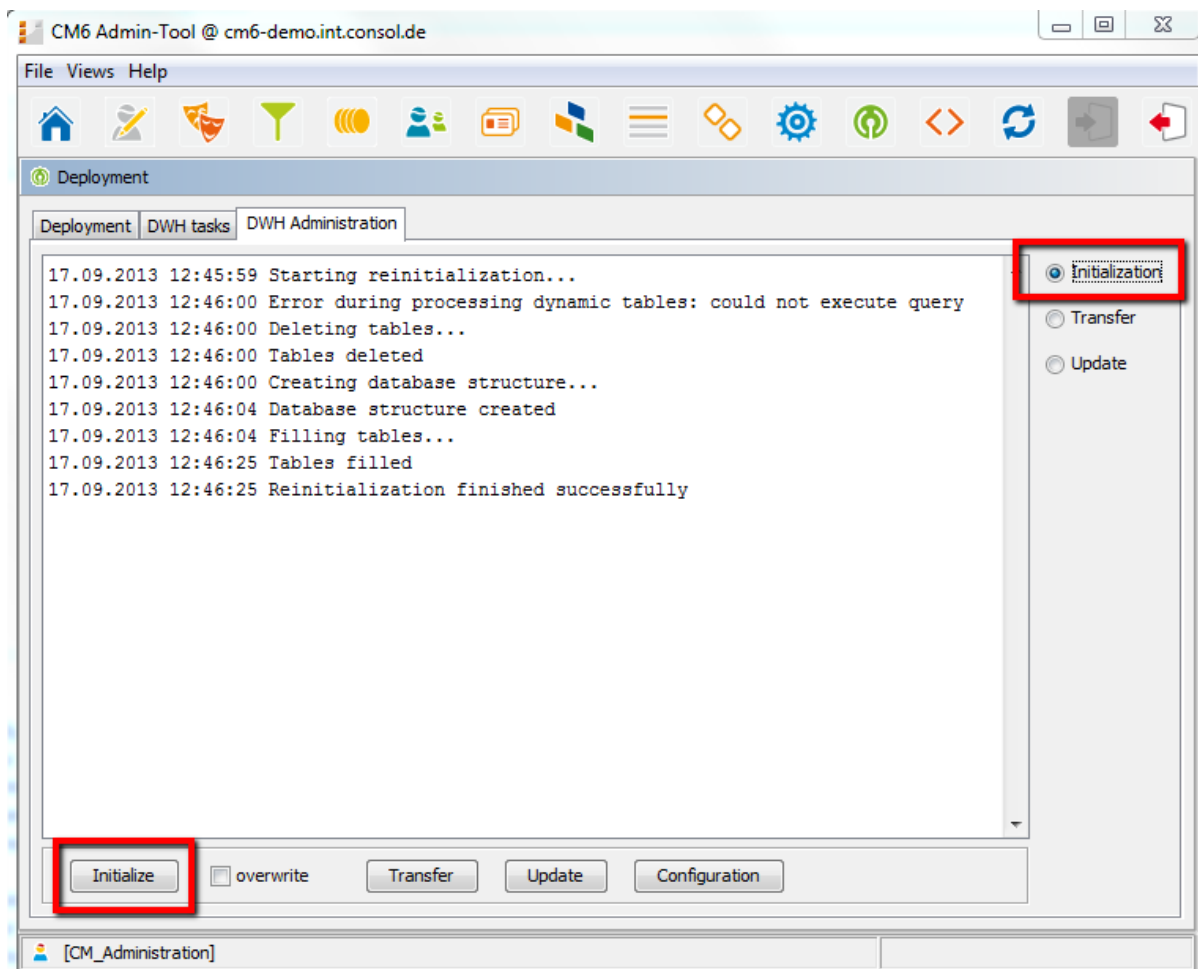 CM6 Admin-Tool @ cm6-demo.int.consol.de
File Views Help
Deployment
Deployment DWH tasks DWH Administration
17.09.2013 12:45:59 Starting reinitialization...
17.09.2013 12:46:00 Error during processing dynamic tables: could not execute query
17.09.2013 12:46:00 Deleting tables...
17.09.2013 12:46:00 Tables deleted
17.09.2013 12:46:00 Creating database structure...
17.09.2013 12:46:04 Database structure created
17.09.2013 12:46:04 Filling tables...
17.09.2013 12:46:25 Tables filled
17.09.2013 12:46:25 Reinitialization finished successfully
Initialization
Transfer
Update
Initialize overwrite Transfer Update Configuration
[CM_Administration]